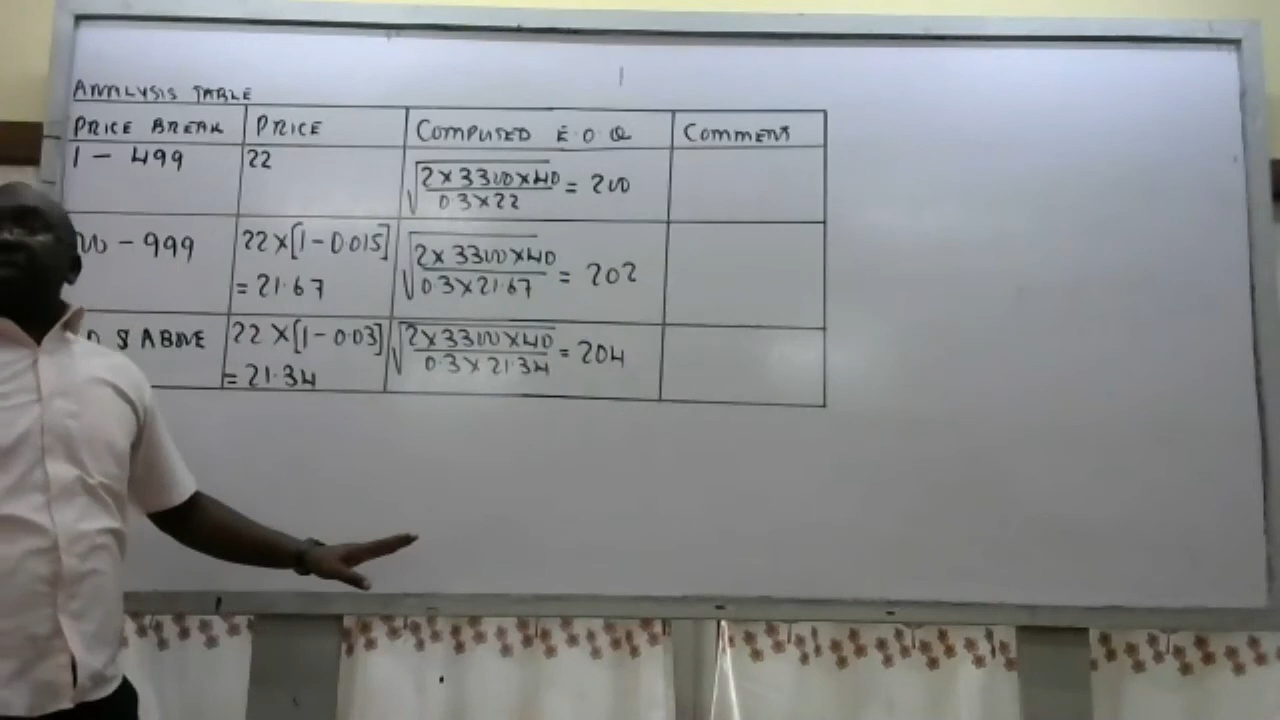 ANALYSIS TABLE
PRICE BREAK PRICE COMPUTED E.O.Q COMMENT
1 - 499 22 √2×3300×40 / 0.3×22 = 200
- 999 22×[1-0.015] = 21.67 √2×3300×40 / 0.3×21.67 = 202
& ABOVE 22×[1-0.03] = 21.34 √2×3300×40 / 0.3×21.34 = 204